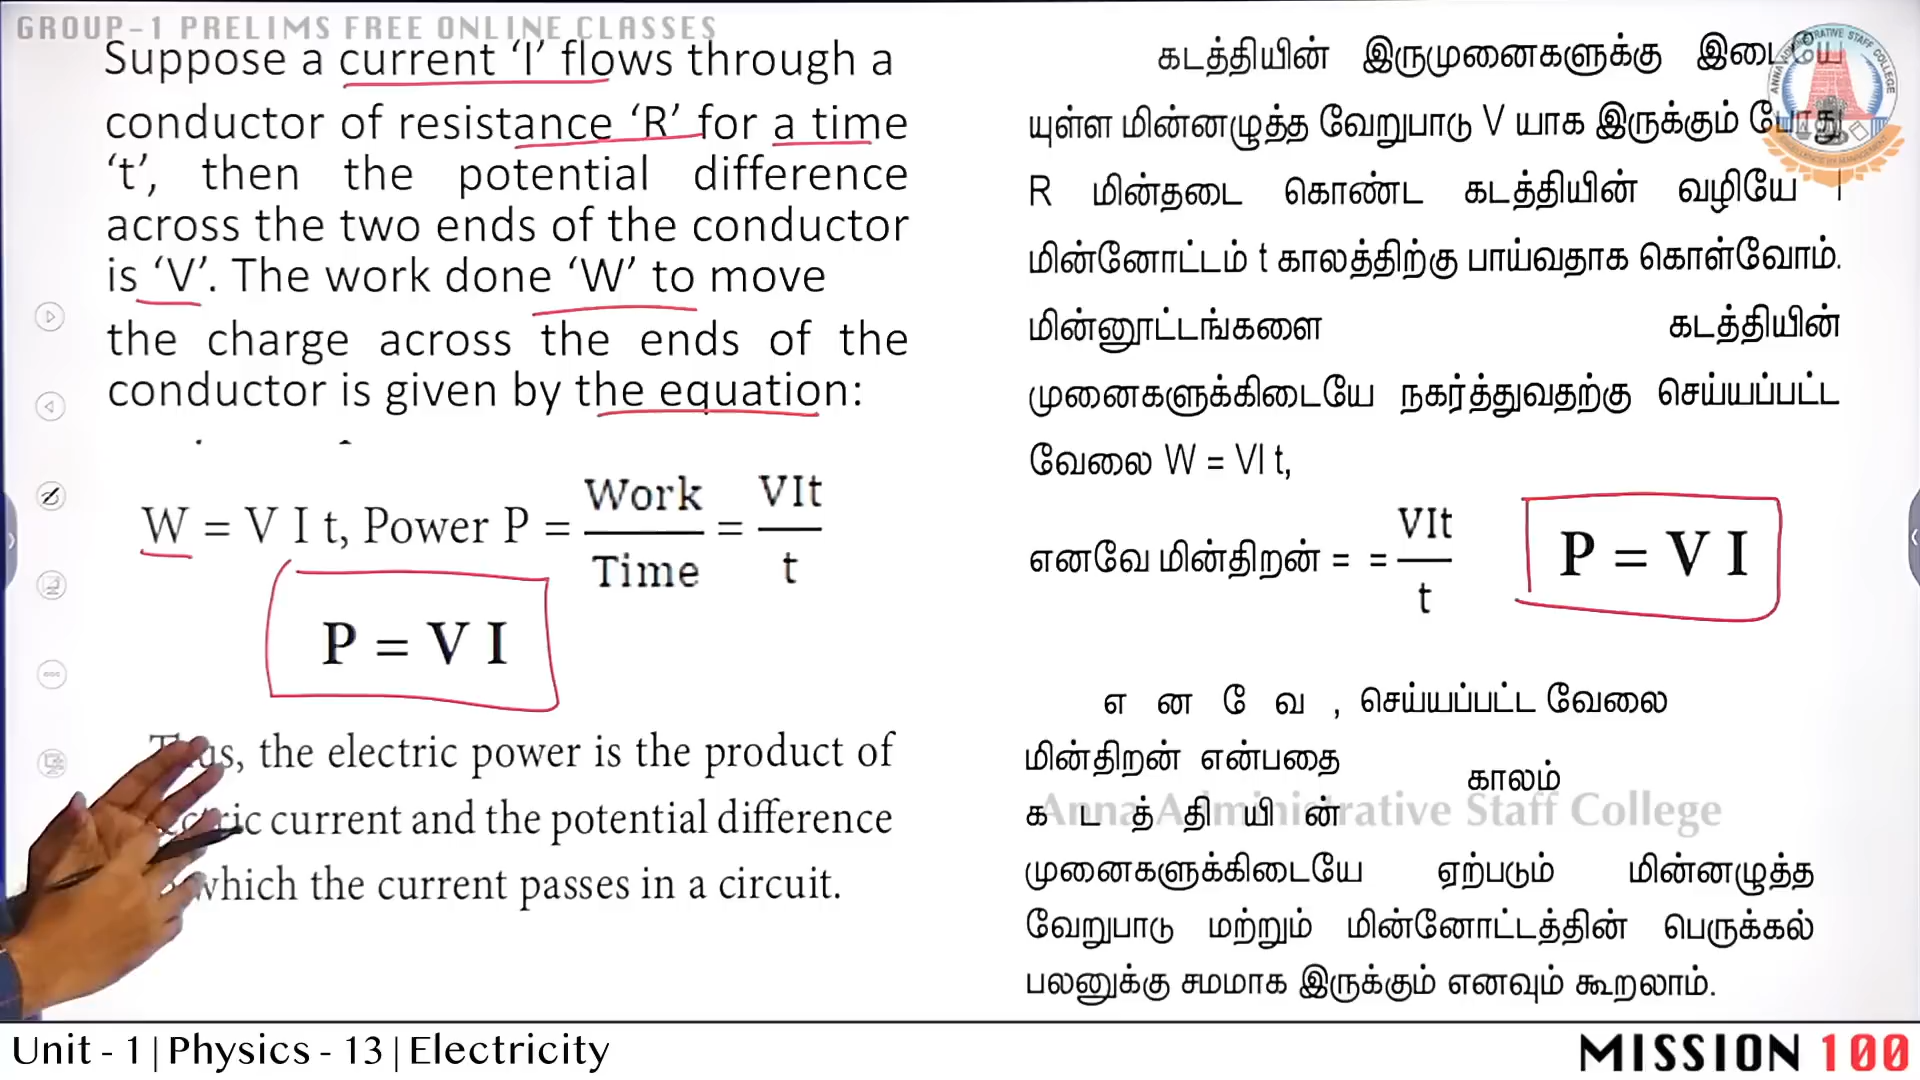 GROUP-1 PRELIMS FREE ONLINE CLASSES
Suppose a current ‘I’ flows through a
conductor of resistance ‘R’ for a time
‘t’, then the potential difference
across the two ends of the conductor
is ‘V’. The work done ‘W’ to move
the charge across the ends of the
conductor is given by the equation:
W = V I t, Power P = Work/Time = VIt/t
P = V I
the electric power is the product of
current and the potential difference
which the current passes in a circuit.
கடத்தியின் இருமுனைகளுக்கு
யுள்ள மின்னழுத்த வேறுபாடு V யாக இருக்கும்
R மின்தடை கொண்ட கடத்தியின் வழியே I
மின்னோட்டம் t காலத்திற்கு பாய்வதாக கொள்வோம்.
மின்னூட்டங்களை கடத்தியின்
முனைகளுக்கிடையே நகர்த்துவதற்கு செய்யப்பட்ட
வேலை W = VI t,
எனவே மின்திறன் = = VIt/t
P = V I
எ ன வே , செய்யப்பட்ட வேலை
மின்திறன் என்பதை
காலம்
க ட த் தி யி ன்
Anna Administrative Staff College
முனைகளுக்கிடையே ஏற்படும் மின்னழுத்த
வேறுபாடு மற்றும் மின்னோட்டத்தின் பெருக்கல்
பலனுக்கு சமமாக இருக்கும் எனவும் கூறலாம்.
Unit - 1|Physics - 13|Electricity
MISSION 100